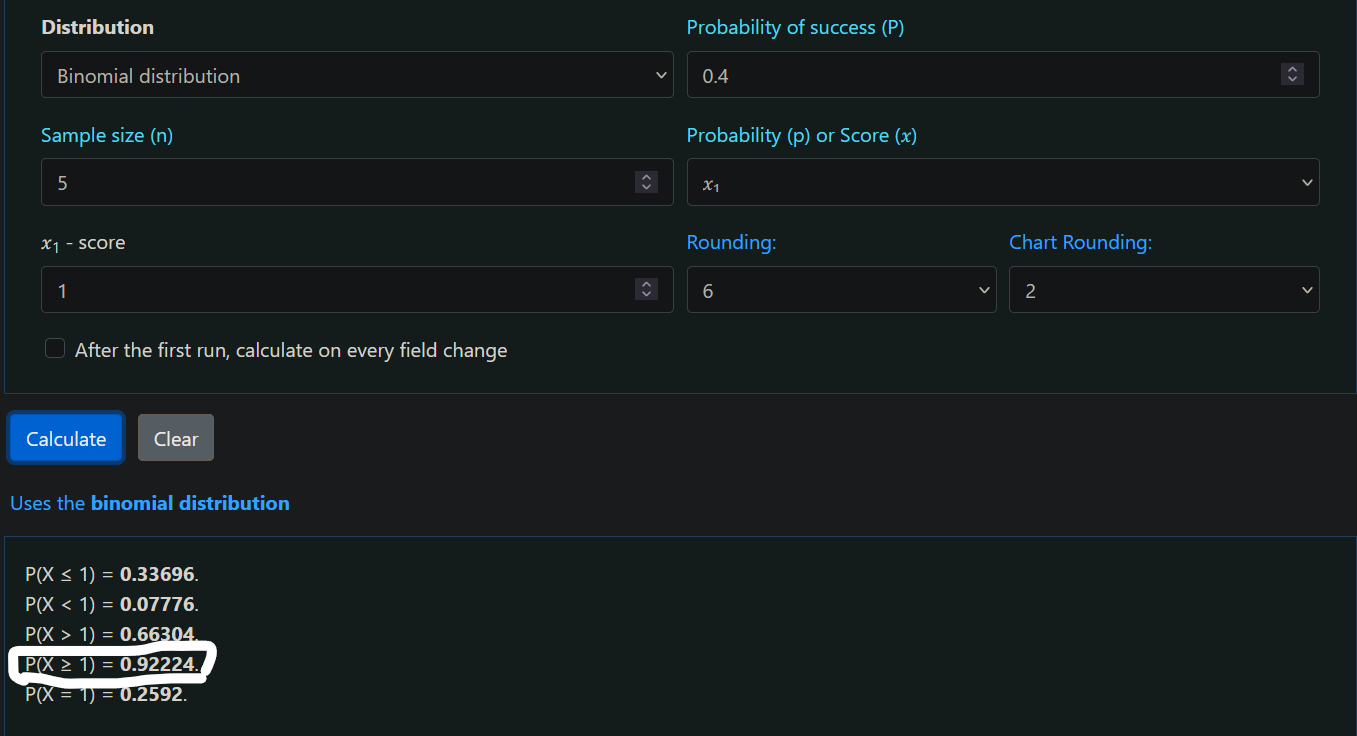 Distribution
Probability of success (P)
Binomial distribution
0.4
Sample size (n)
Probability (p) or Score (x)
5
x₁
x₁ - score
Rounding:
Chart Rounding:
1
6
2
After the first run, calculate on every field change
Calculate
Clear
Uses the binomial distribution
P(X ≤ 1) = 0.33696.
P(X < 1) = 0.07776.
P(X > 1) = 0.66304.
P(X ≥ 1) = 0.92224.
P(X = 1) = 0.2592.